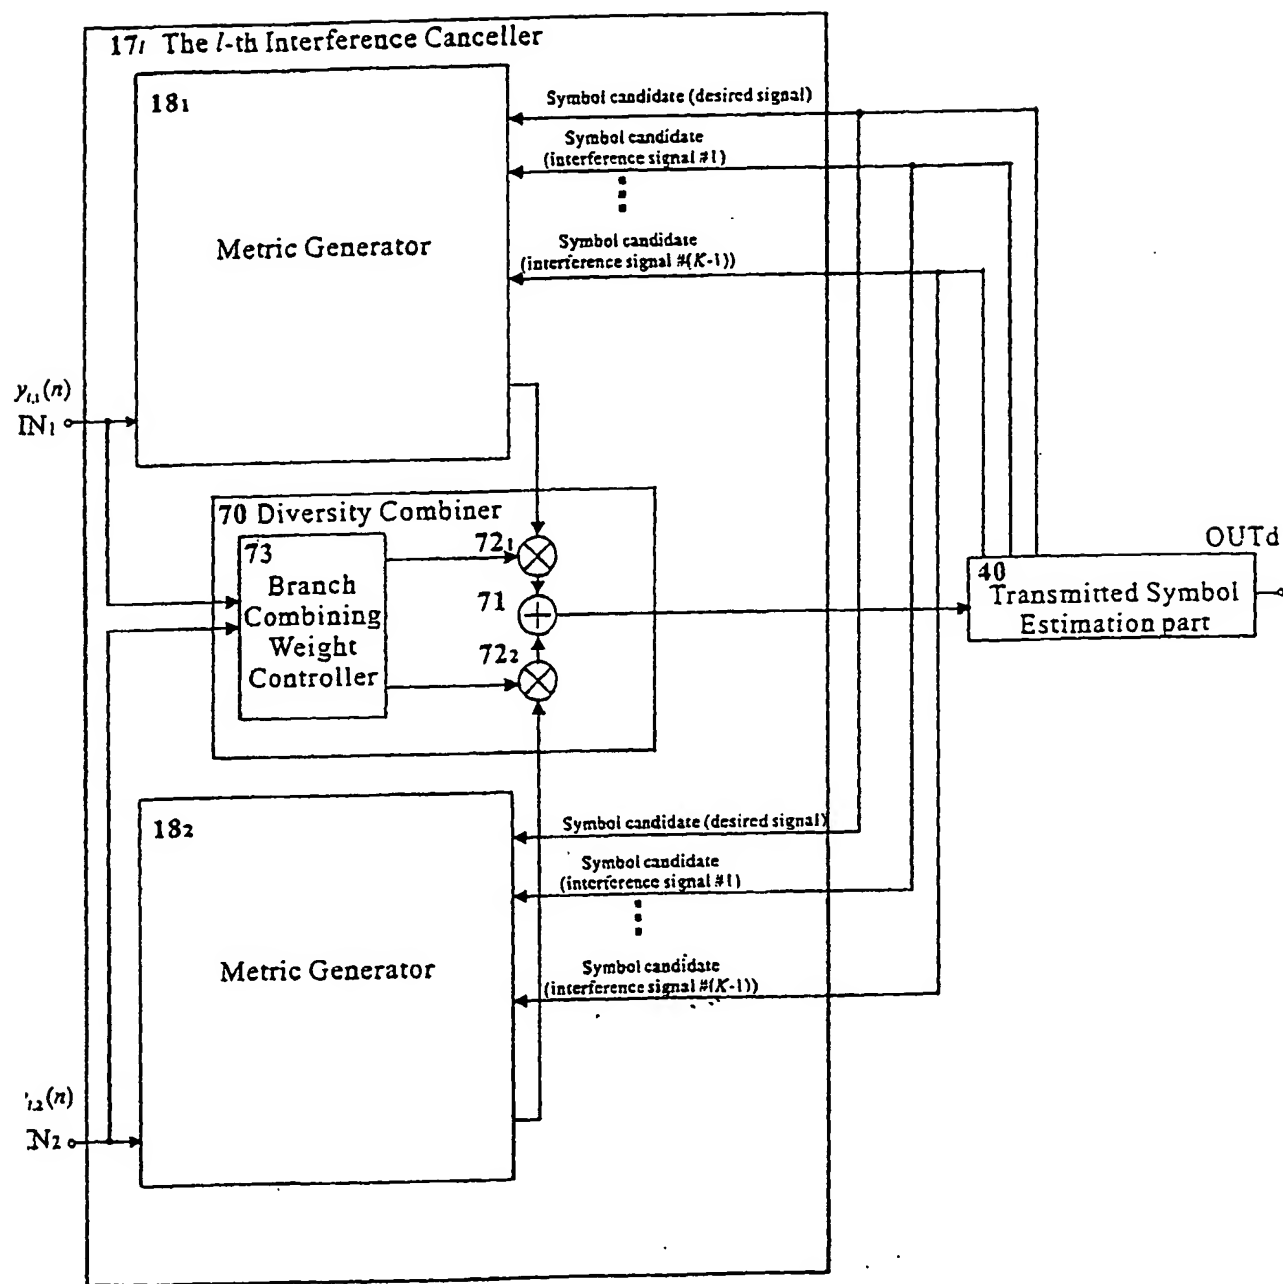 17l The l-th Interference Canceller
18₁
Metric Generator
Symbol candidate (desired signal)
Symbol candidate
(interference signal #1)
Symbol candidate
(interference signal #(K-1))
y_{l,1}(n)
IN₁
70 Diversity Combiner
73
Branch
Combining
Weight
Controller
72₁
71
72₂
OUTd
40
Transmitted Symbol
Estimation part
18₂
Metric Generator
Symbol candidate (desired signal)
Symbol candidate
(interference signal #1)
Symbol candidate
(interference signal #(K-1))
l,2(n)
N₂